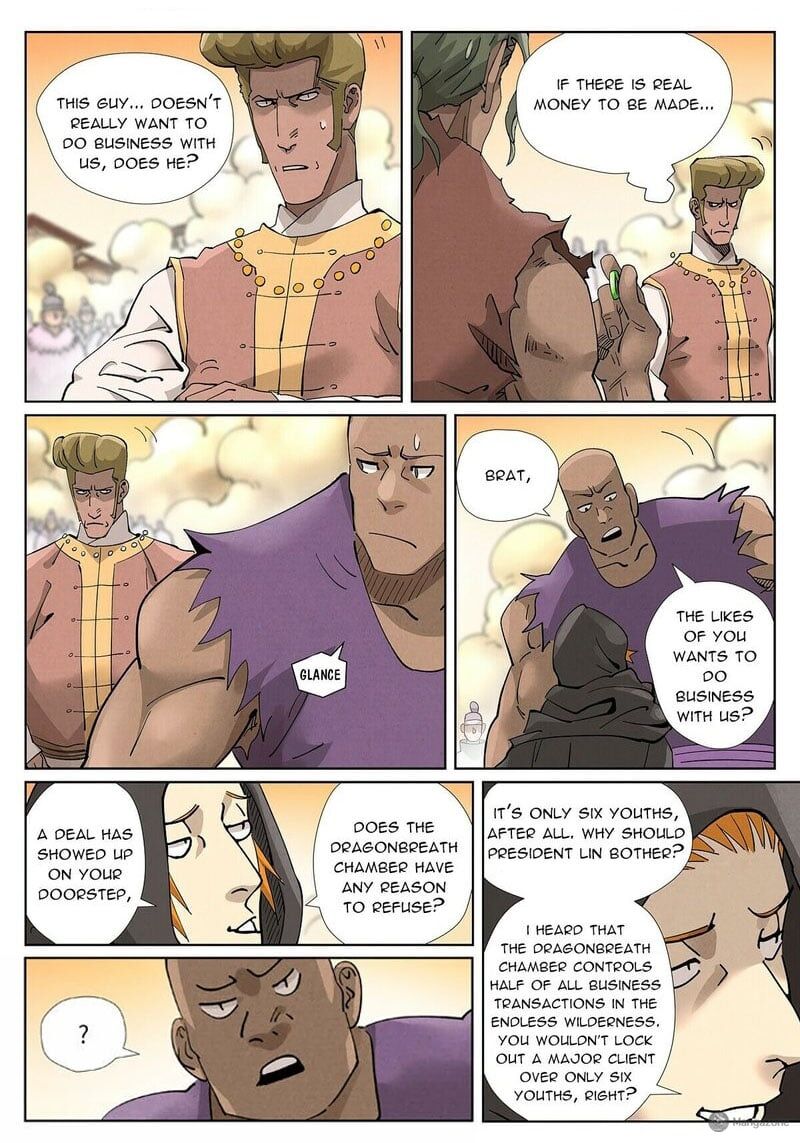 THIS GUY... DOESN'T
REALLY WANT TO
DO BUSINESS WITH
US, DOES HE?
IF THERE IS REAL
MONEY TO BE MADE...
GLANCE
BRAT,
THE LIKES
OF YOU
WANTS TO
DO
BUSINESS
WITH US?
A DEAL HAS
SHOWED UP
ON YOUR
DOORSTEP,
DOES THE
DRAGONBREATH
CHAMBER HAVE
ANY REASON
TO REFUSE?
?
IT'S ONLY SIX YOUTHS,
AFTER ALL. WHY SHOULD
PRESIDENT LIN BOTHER?
I HEARD THAT
THE DRAGONBREATH
CHAMBER CONTROLS
HALF OF ALL BUSINESS
TRANSACTIONS IN THE
ENDLESS WILDERNESS.
YOU WOULDN'T LOCK
OUT A MAJOR CLIENT
OVER ONLY SIX
YOUTHS, RIGHT?
Mangazone